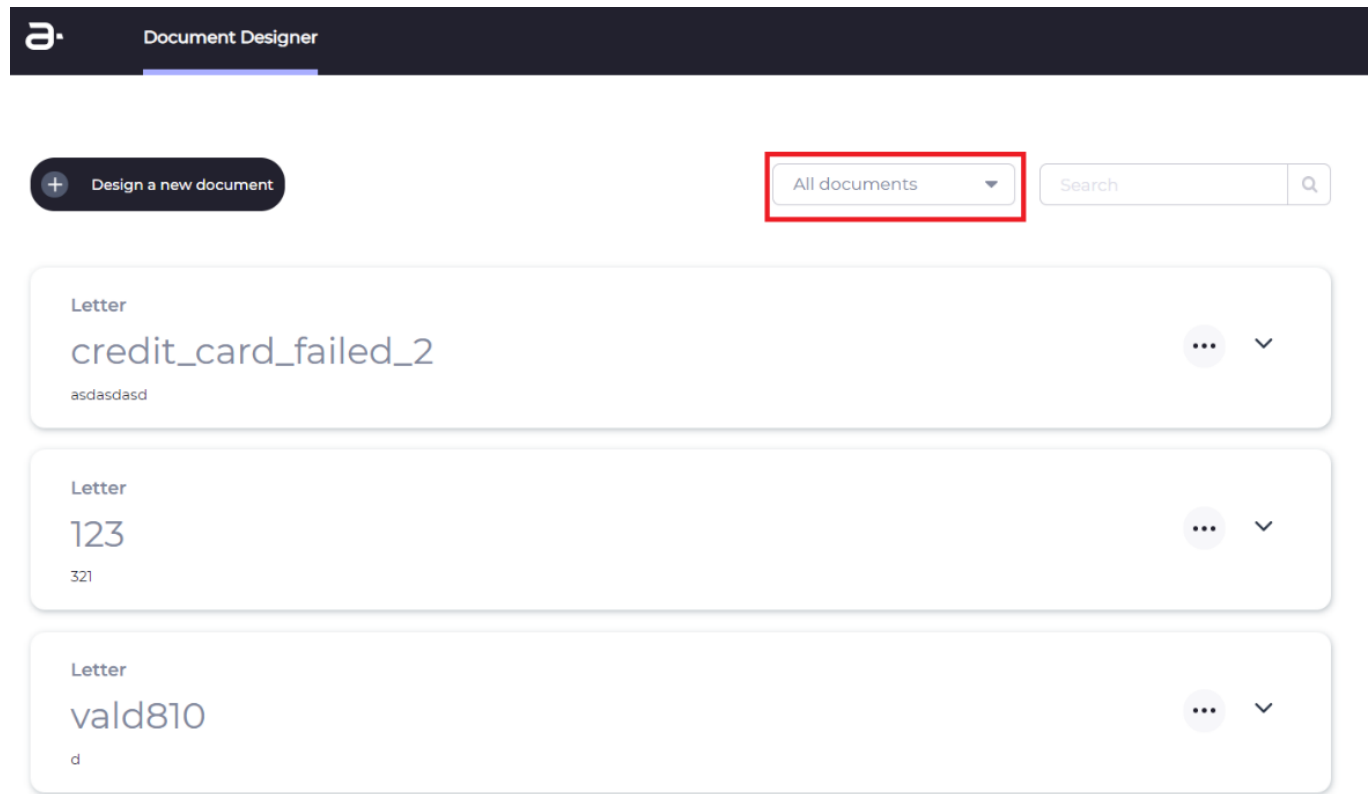 a.
Document Designer
Design a new document
All documents
Search
Letter
credit_card_failed_2
asdasdasd
Letter
123
321
Letter
vald810
d